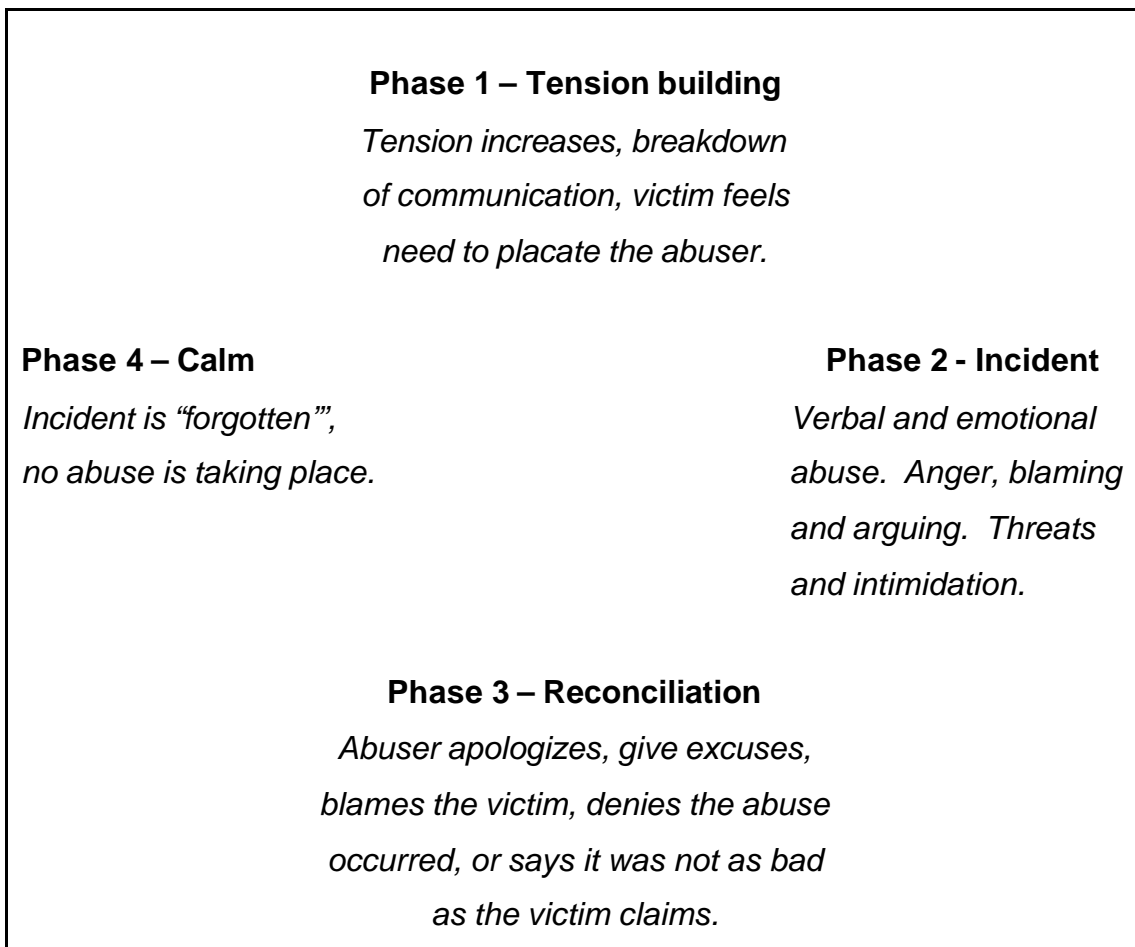 Phase 1 – Tension building
Tension increases, breakdown
of communication, victim feels
need to placate the abuser.
Phase 4 – Calm
Incident is “forgotten’”,
no abuse is taking place.
Phase 2 - Incident
Verbal and emotional
abuse.  Anger, blaming
and arguing.  Threats
and intimidation.
Phase 3 – Reconciliation
Abuser apologizes, give excuses,
blames the victim, denies the abuse
occurred, or says it was not as bad
as the victim claims.